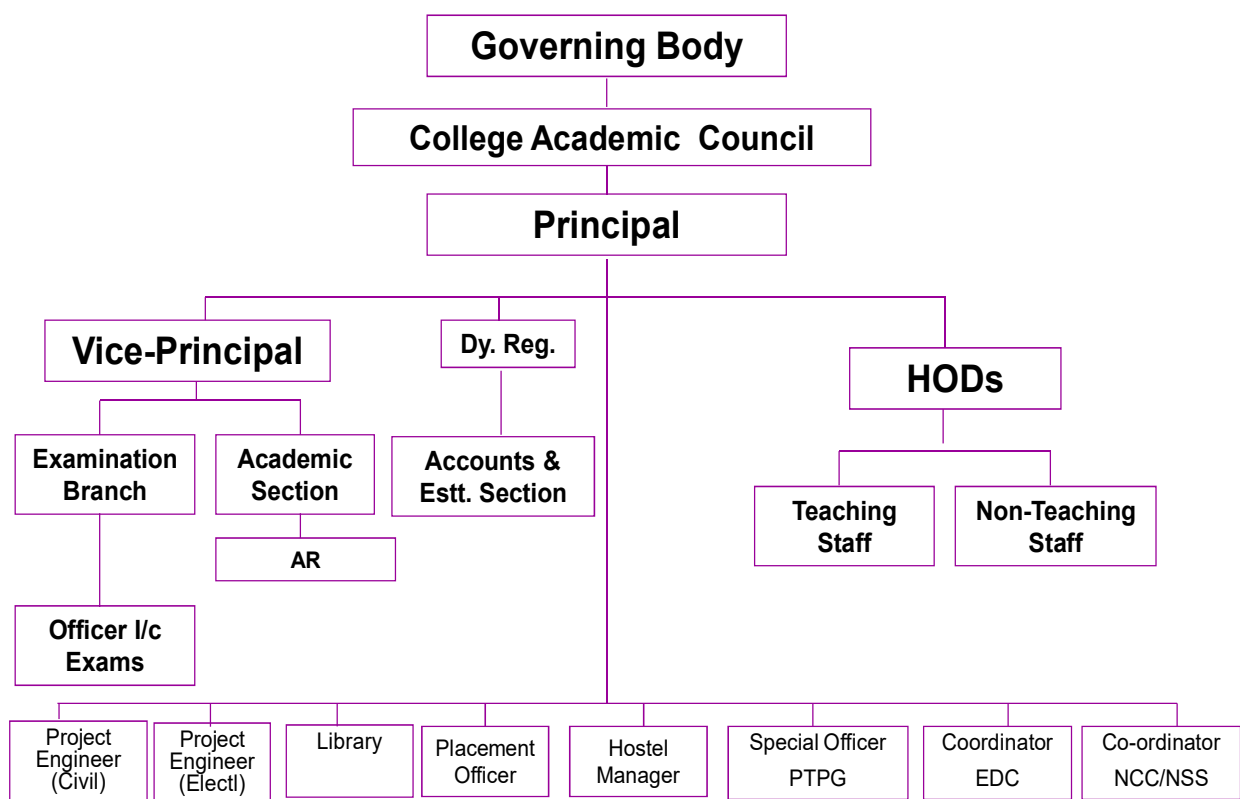 Governing Body
College Academic Council
Principal
Vice-Principal
Dy. Reg.
HODs
Examination
Branch
Academic
Section
Accounts &
Estt. Section
Teaching
Staff
Non-Teaching
Staff
AR
Officer I/c
Exams
Project
Engineer
(Civil)
Project
Engineer
(Electl)
Library
Placement
Officer
Hostel
Manager
Special Officer
PTPG
Coordinator
EDC
Co-ordinator
NCC/NSS